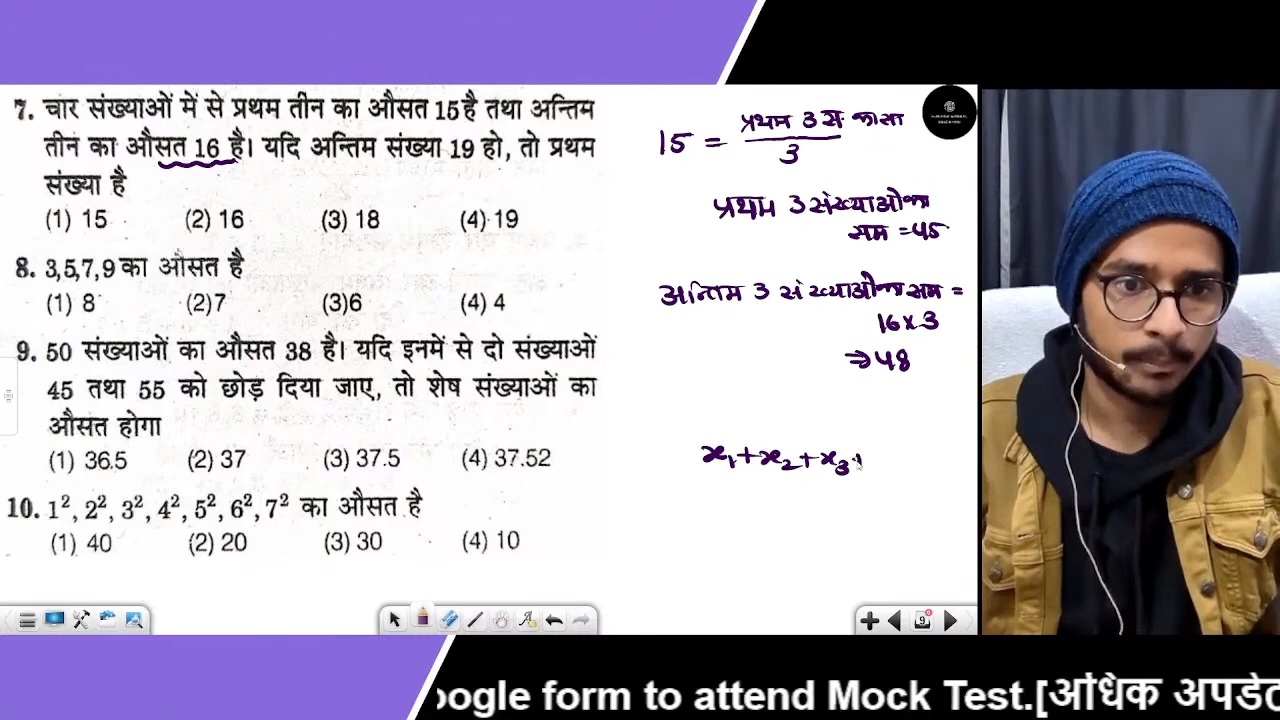 7. चार संख्याओं में से प्रथम तीन का औसत 15 है तथा अन्तिम
तीन का औसत 16 है। यदि अन्तिम संख्या 19 हो, तो प्रथम
संख्या है
(1) 15 (2) 16 (3) 18 (4) 19
8. 3,5,7,9 का औसत है
(1) 8 (2) 7 (3) 6 (4) 4
9. 50 संख्याओं का औसत 38 है। यदि इनमें से दो संख्याओं
45 तथा 55 को छोड़ दिया जाए, तो शेष संख्याओं का
औसत होगा
(1) 36.5 (2) 37 (3) 37.5 (4) 37.52
10. 1², 2², 3², 4², 5², 6², 7² का औसत है
(1) 40 (2) 20 (3) 30 (4) 10
15 = प्रथम 3
3
प्रथम 3 संख्याओं का
सम = 45
अन्तिम 3 संख्याओं का सम =
16 x 3
⇒ 48
x₁ + x₂ + x₃
9
oogle form to attend Mock Test.[अधिक अपडेट